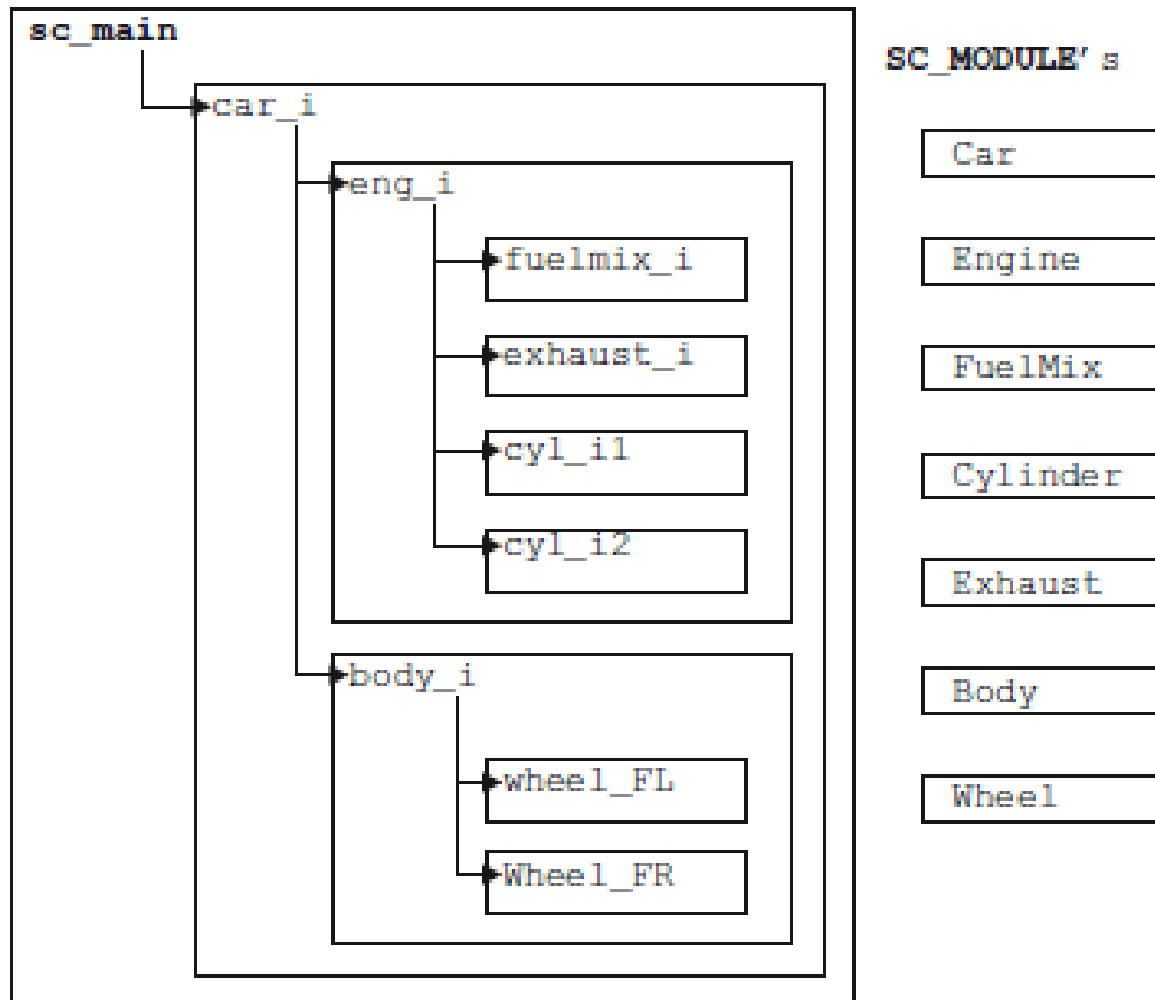 sc_main
car_i
eng_i
fuelmix_i
exhaust_i
cyl_i1
cyl_i2
body_i
wheel_FL
Wheel_FR
SC_MODULE’s
Car
Engine
FuelMix
Cylinder
Exhaust
Body
Wheel